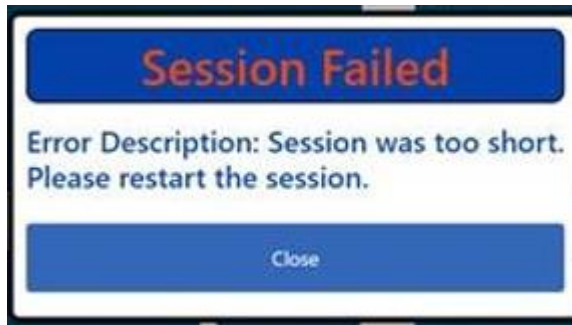 Session Failed
Error Description: Session was too short.
Please restart the session.
Close